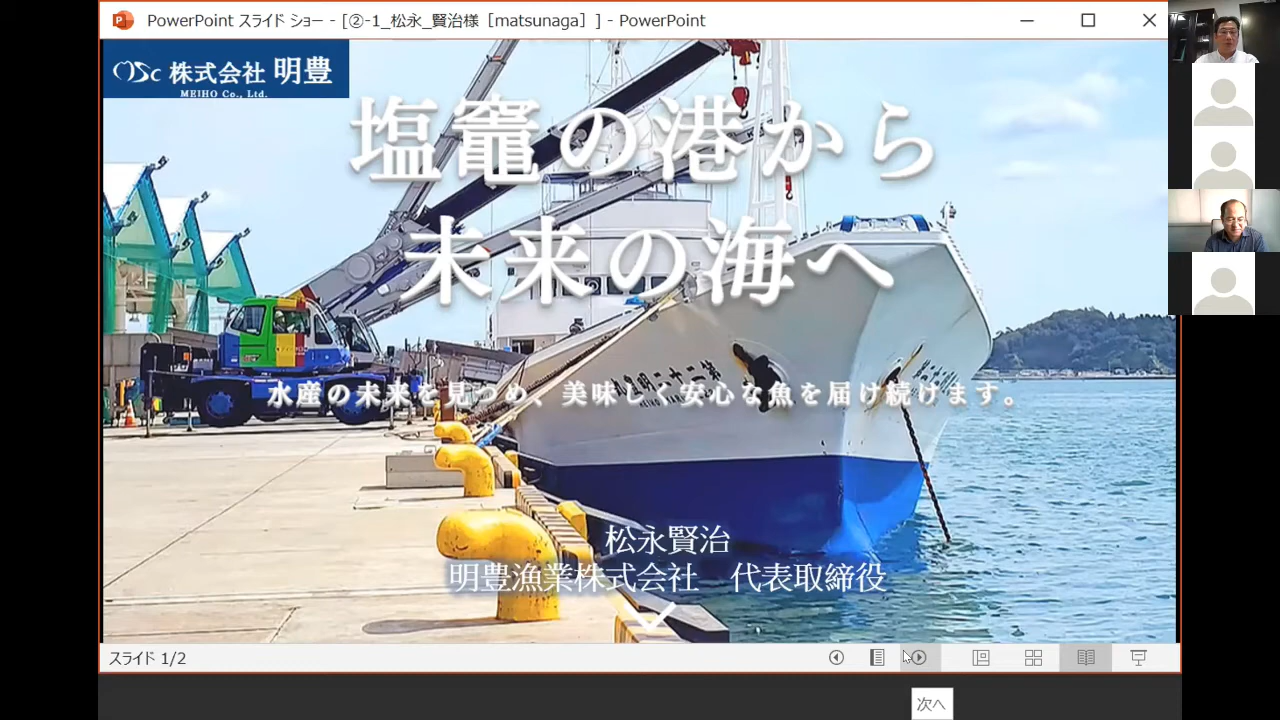 PowerPoint スライド ショー - [②-1_松永_賢治様［matsunaga］] - PowerPoint
MSC 株式会社 明豊
MEIHO Co., Ltd.
塩竈の港から
未来の海へ
水産の未来を見つめ、美味しく安心な魚を届け続けます。
松永賢治
明豊漁業株式会社　代表取締役
スライド 1/2
次へ